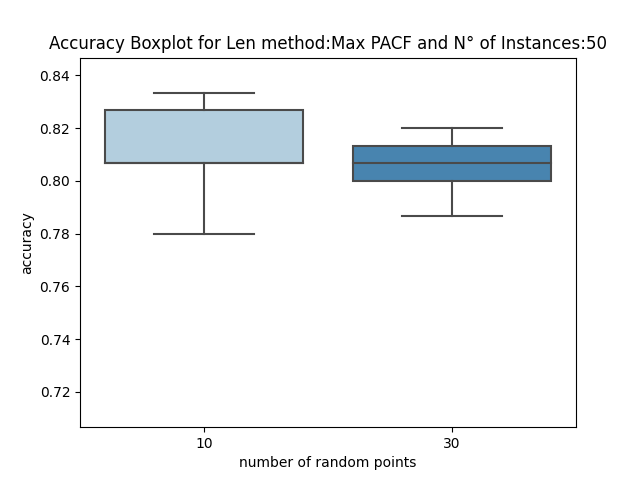 Accuracy Boxplot for Len method:Max PACF and N° of Instances:50
0.84
0.82
0.80
0.78
0.76
0.74
0.72
accuracy
10 30
number of random points